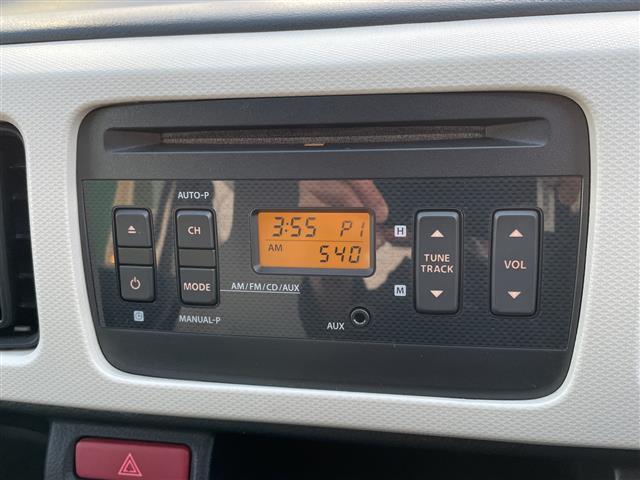 AUTO-P
CH
MODE
AM/FM/CD/AUX
MANUAL-P
3:55 P1
AM 540
H
M
AUX
TUNE
TRACK
VOL